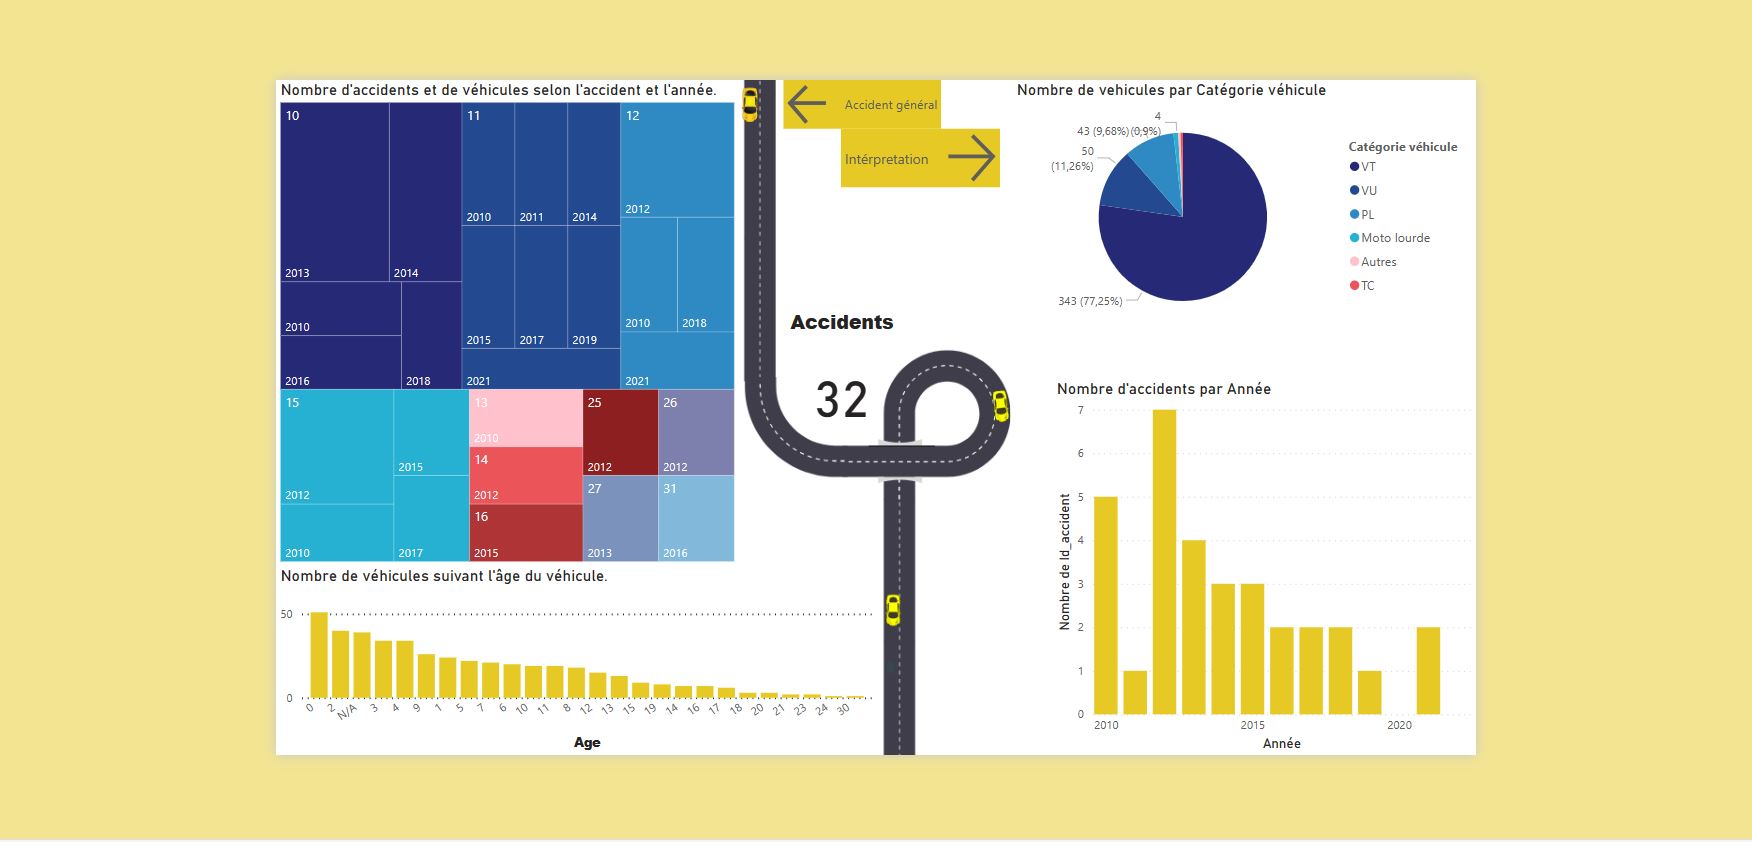 Nombre d'accidents et de véhicules selon l'accident et l'année.
10
2013
2014
2010
2016
2018
11
2010
2011
2014
2015
2017
2019
2021
12
2012
2010
2018
2021
15
2012
2010
2015
2017
13
2010
14
2012
16
2015
25
2012
26
2012
27
2013
31
2016
Nombre de véhicules suivant l'âge du véhicule.
50
0
0 2 N/A 3 4 9 1 5 7 6 10 11 8 12 13 15 19 14 16 17 18 20 21 23 24 30
Age
Accident général
Intérpretation
Accidents
32
Nombre de vehicules par Catégorie véhicule
4
43 (9,68%) (0,9%)
50
(11,26%)
343 (77,25%)
Catégorie véhicule
VT
VU
PL
Moto lourde
Autres
TC
Nombre d'accidents par Année
Nombre de Id_accident
7
6
5
4
3
2
1
0
2010 2015 2020
Année